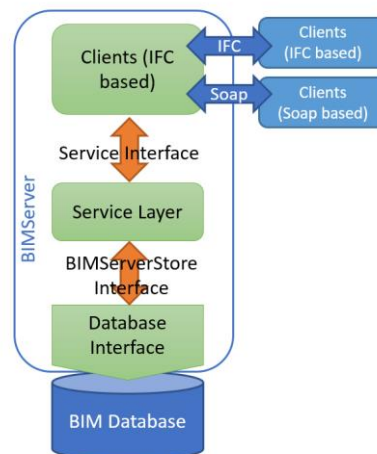 Clients (IFC
based)
IFC
Clients
(IFC based)
Soap
Clients
(Soap based)
Service Interface
BIMServer
Service Layer
BIMServerStore
Interface
Database
Interface
BIM Database